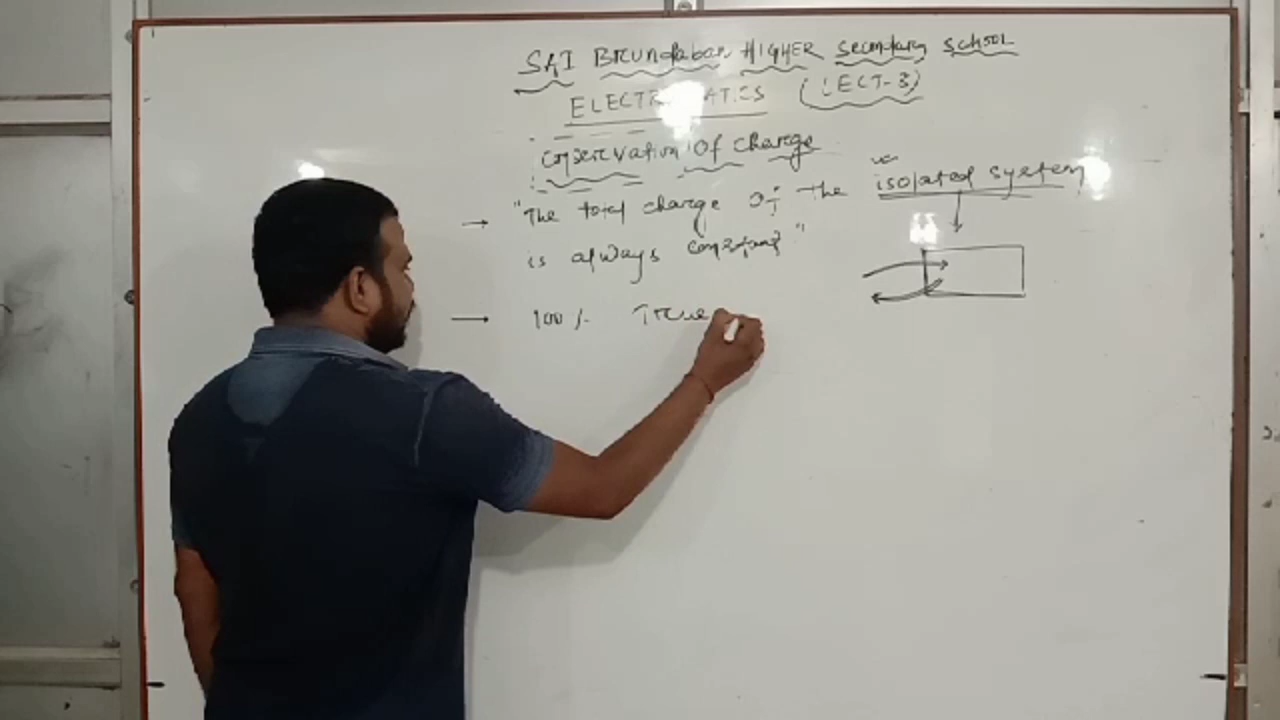 SAI Brundaban HIGHER secondary school
(LECT-3)
Conservation Of Charge
→ "The total charge of the isolated system
is always constant"
→ 100 % True